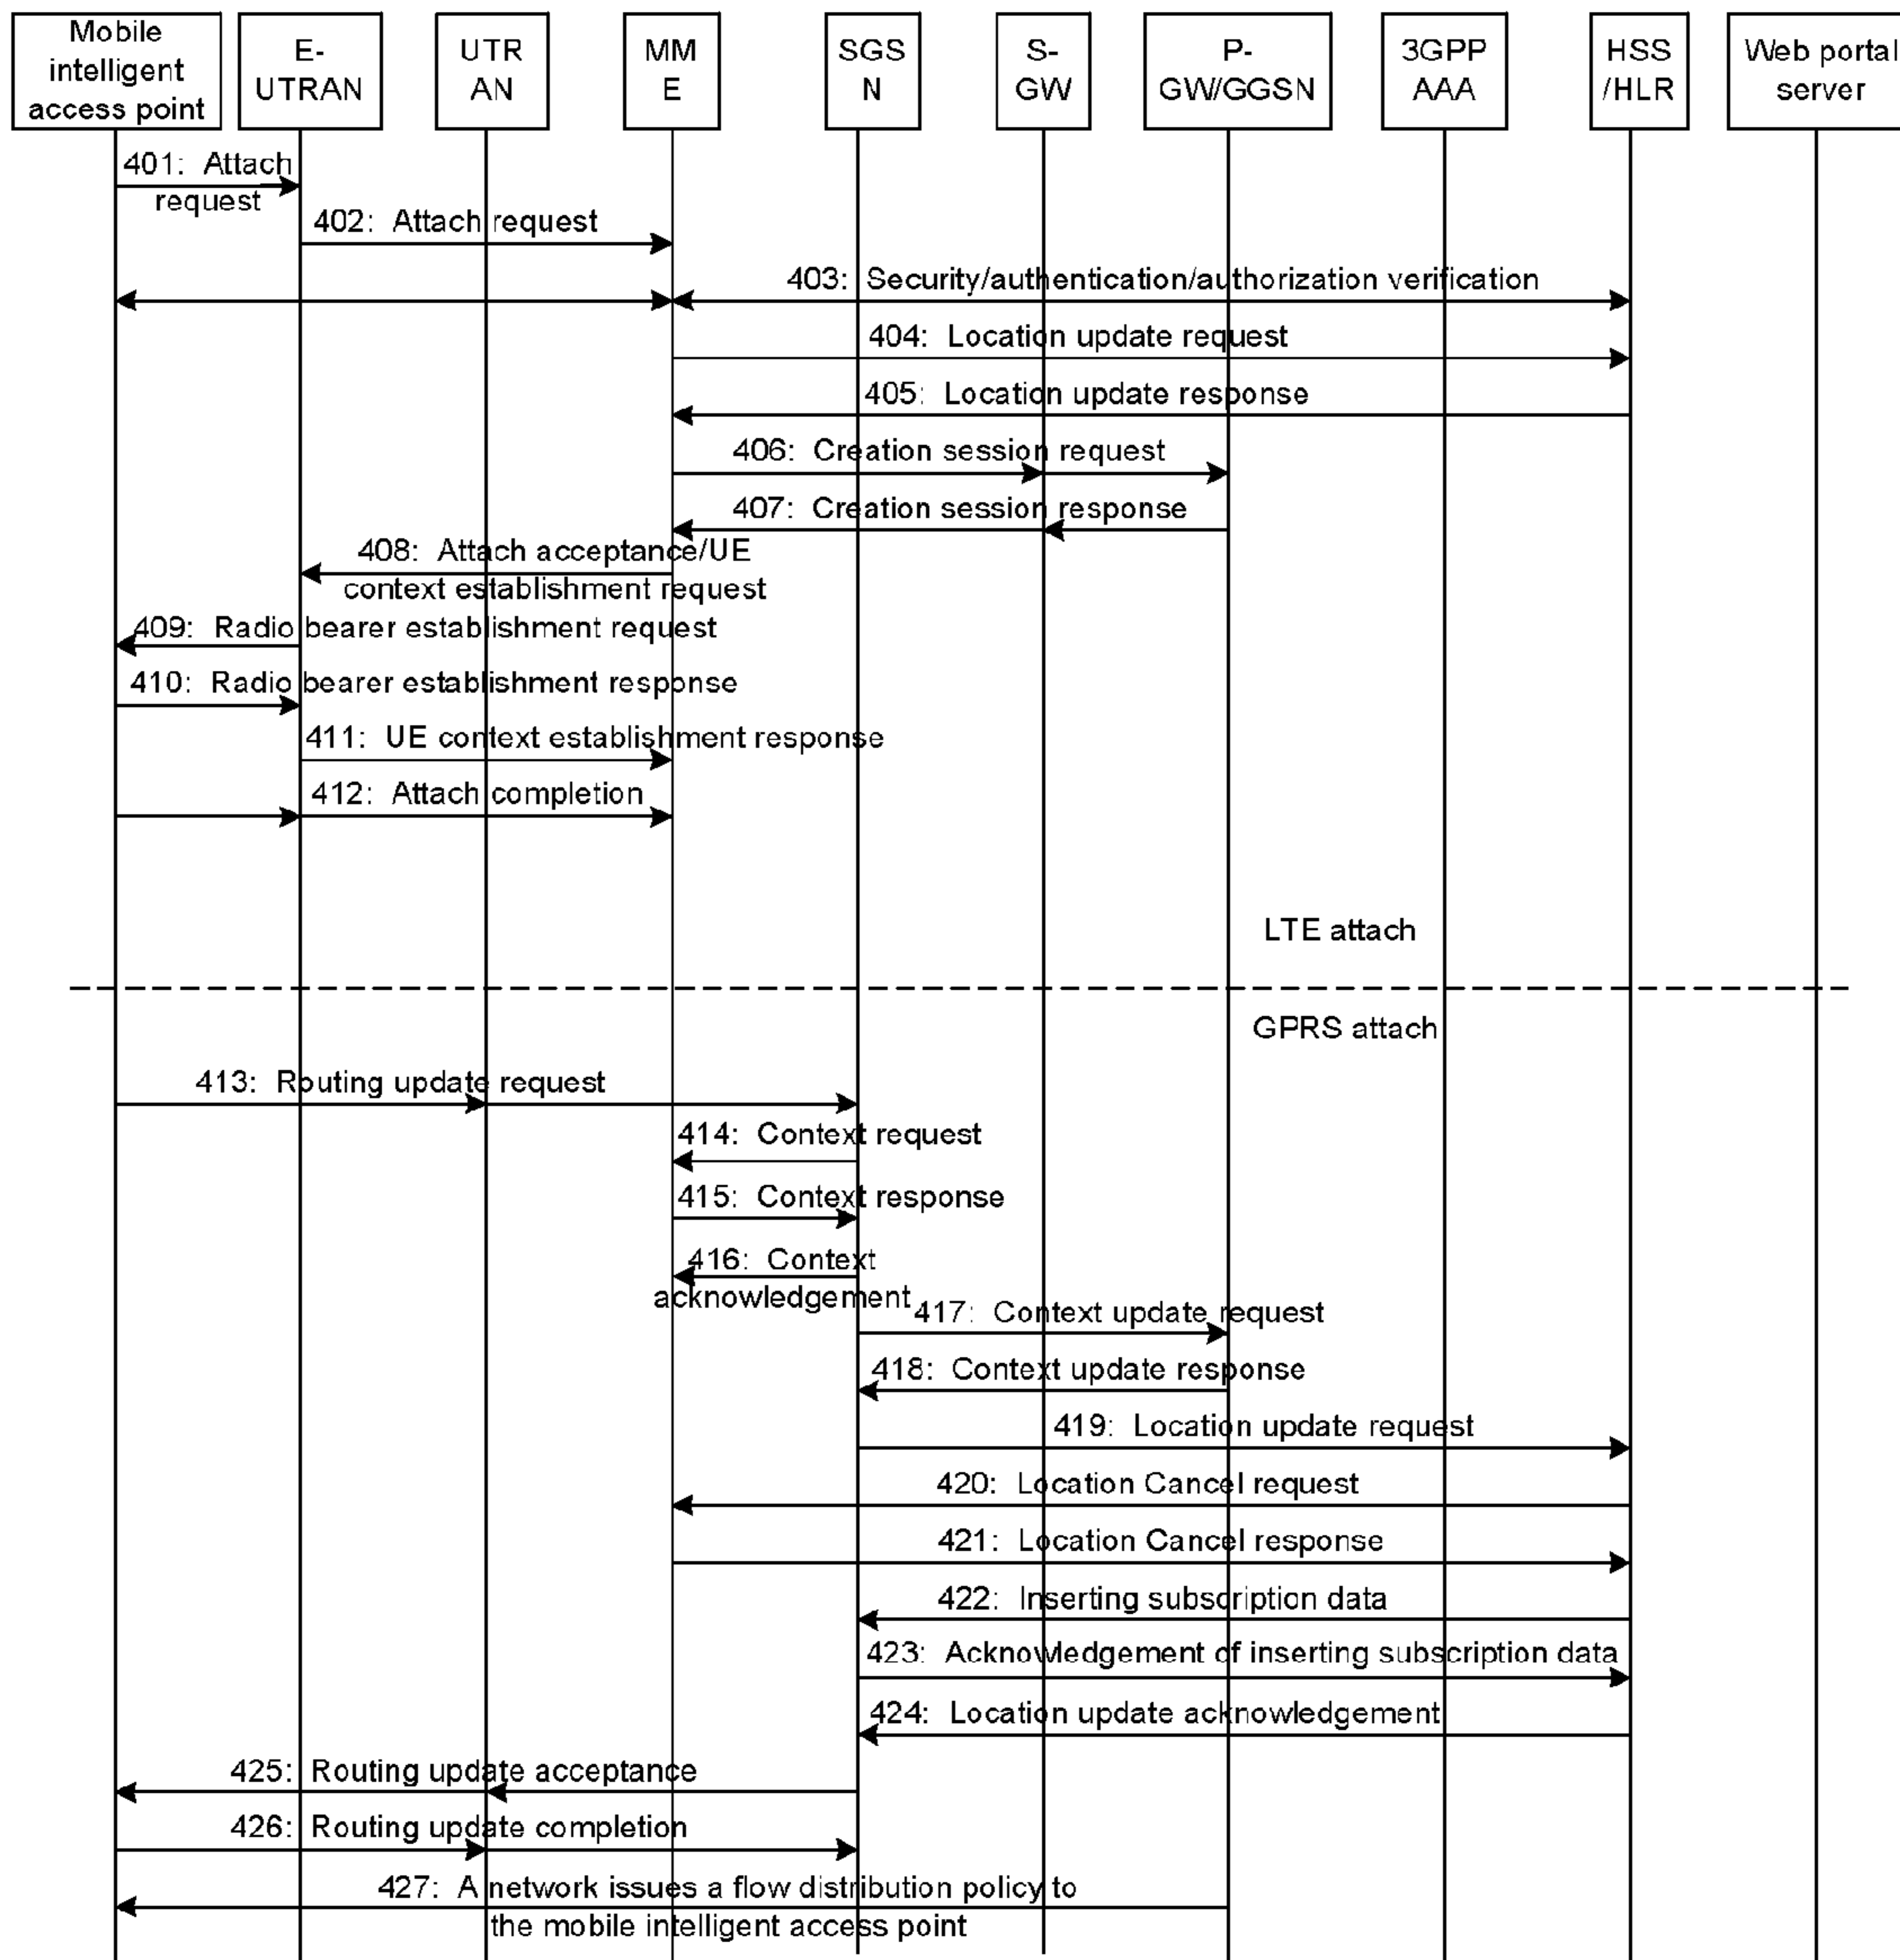 Mobile
intelligent
access point
E-
UTRAN
UTR
AN
MM
E
SGS
N
S-
GW
P-
GW/GGSN
3GPP
AAA
HSS
/HLR
Web portal
server
401: Attach
request
402: Attach request
403: Security/authentication/authorization verification
404: Location update request
405: Location update response
406: Creation session request
407: Creation session response
408: Attach acceptance/UE
context establishment request
409: Radio bearer establishment request
410: Radio bearer establishment response
411: UE context establishment response
412: Attach completion
LTE attach
GPRS attach
413: Routing update request
414: Context request
415: Context response
416: Context
acknowledgement
417: Context update request
418: Context update response
419: Location update request
420: Location Cancel request
421: Location Cancel response
422: Inserting subscription data
423: Acknowledgement of inserting subscription data
424: Location update acknowledgement
425: Routing update acceptance
426: Routing update completion
427: A network issues a flow distribution policy to
the mobile intelligent access point